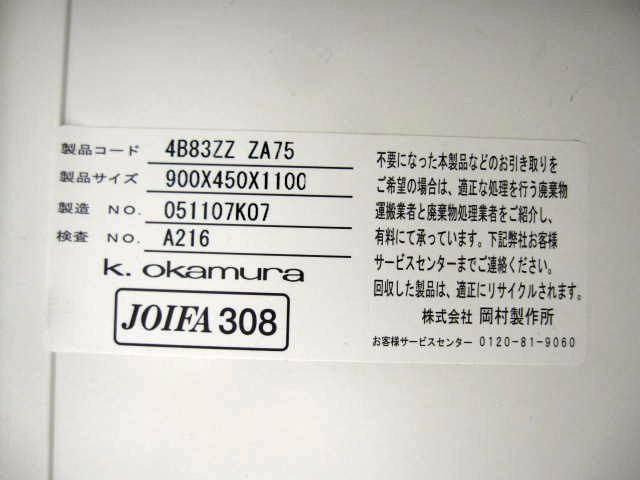 製品コード 4B83ZZ ZA75
製品サイズ 900X450X1100
製造 NO. 051107K07
検査 NO. A216
k. okamura
JOIFA 308
不要になった本製品などのお引き取りを
ご希望の場合は、適正な処理を行う廃棄物
運搬業者と廃棄物処理業者をご紹介し、
有料にて承っています。下記弊社お客様
サービスセンターまでご連絡ください。
回収した製品は、適正にリサイクルされます。
株式会社 岡村製作所
お客様サービスセンター 0120-81-9060